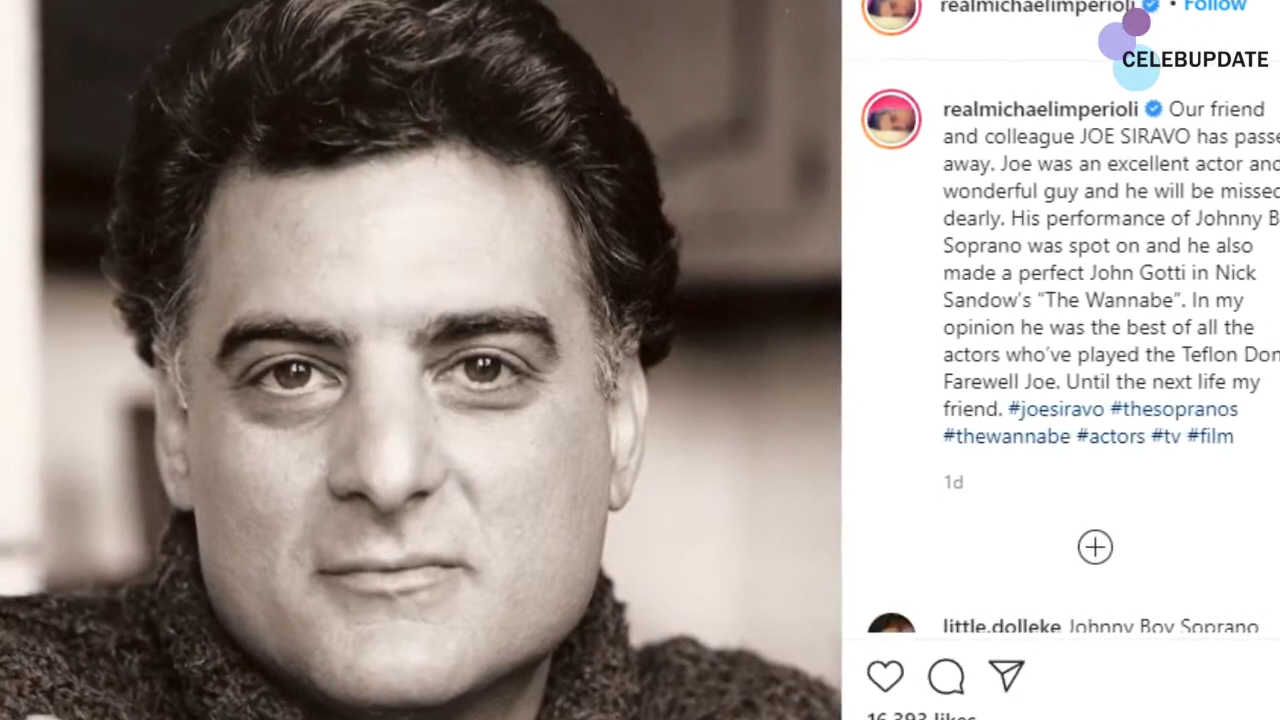 realmichaelimperioli • Follow
CELEBUPDATE
realmichaelimperioli Our friend
and colleague JOE SIRAVO has passe
away. Joe was an excellent actor and
wonderful guy and he will be missed
dearly. His performance of Johnny B
Soprano was spot on and he also
made a perfect John Gotti in Nick
Sandow's “The Wannabe”. In my
opinion he was the best of all the
actors who've played the Teflon Don
Farewell Joe. Until the next life my
friend. #joesiravo #thesopranos
#thewannabe #actors #tv #film
1d
little.dolleke Johnny Boy Soprano
16,393 likes